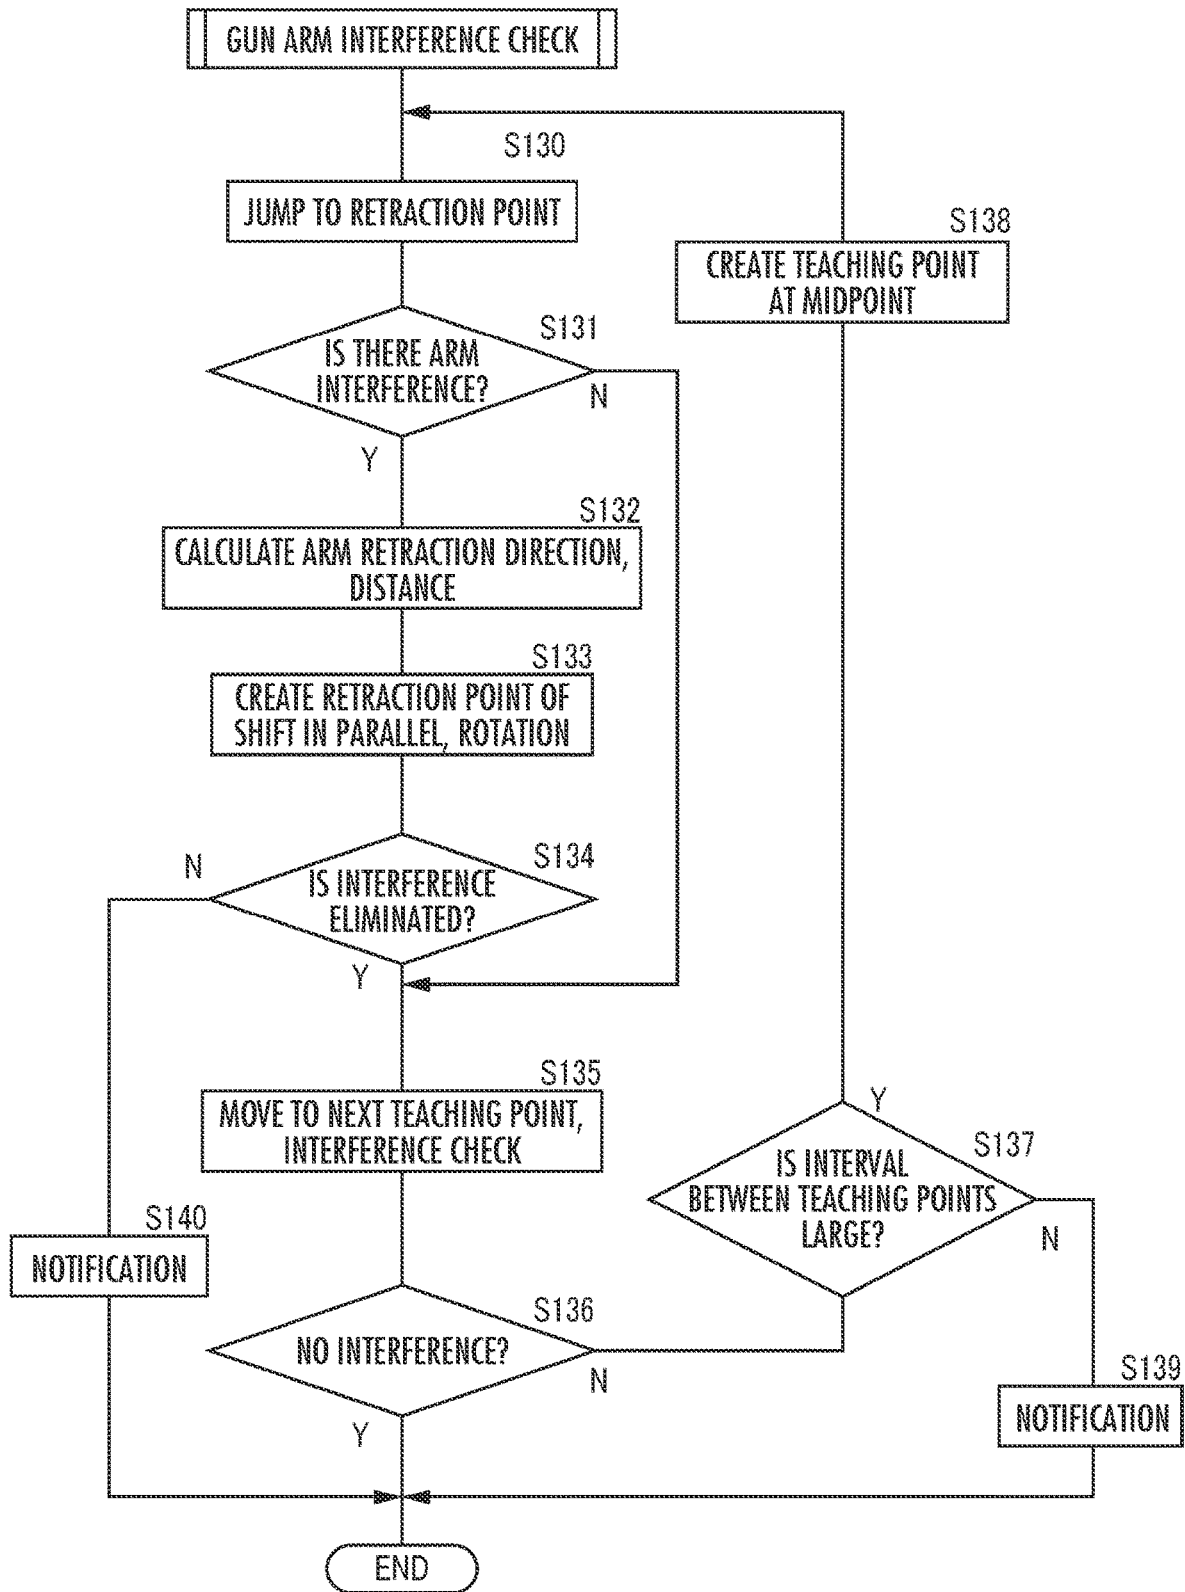 GUN ARM INTERFERENCE CHECK
S130
JUMP TO RETRACTION POINT
S138
CREATE TEACHING POINT
AT MIDPOINT
S131
IS THERE ARM
INTERFERENCE?
N
Y
S132
CALCULATE ARM RETRACTION DIRECTION,
DISTANCE
S133
CREATE RETRACTION POINT OF
SHIFT IN PARALLEL, ROTATION
N
S134
IS INTERFERENCE
ELIMINATED?
Y
S135
MOVE TO NEXT TEACHING POINT,
INTERFERENCE CHECK
Y
S137
IS INTERVAL
BETWEEN TEACHING POINTS
LARGE?
N
S140
NOTIFICATION
S136
NO INTERFERENCE?
N
Y
S139
NOTIFICATION
END